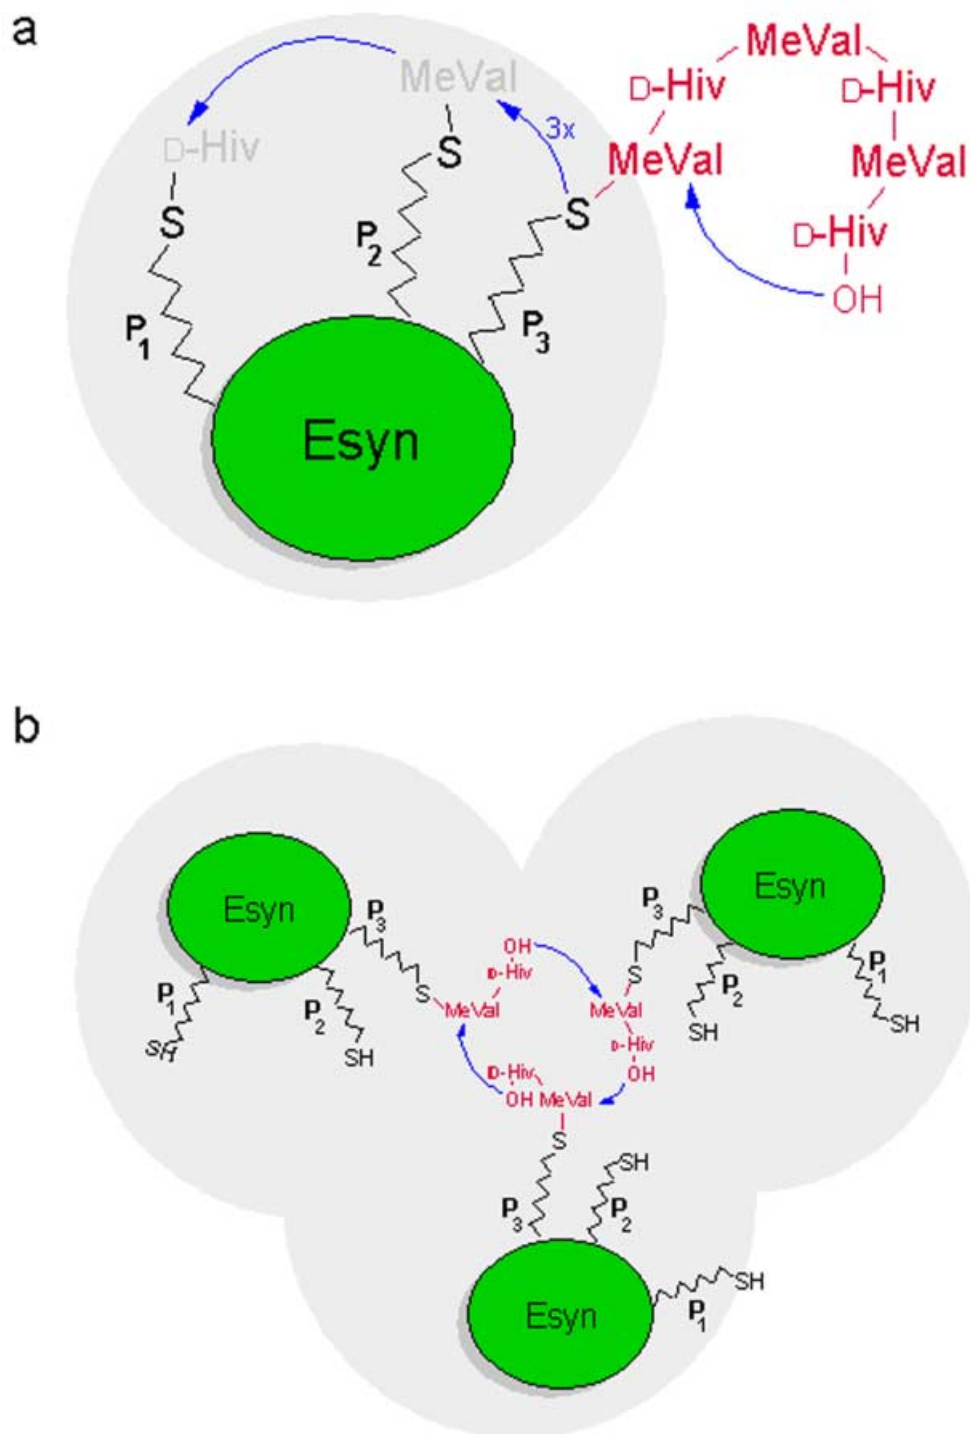 a
MeVal
MeVal
D-Hiv
D-Hiv
D-Hiv
3x
MeVal
MeVal
S
S
S
P2
D-Hiv
P1
P3
OH
Esyn
b
Esyn
Esyn
P3
P3
OH
D-Hiv
S
S
P1
P2
MeVal
MeVal
P2
P1
SH
SH
SH
SH
D-Hiv
D-Hiv
OH
OH MeVal
S
SH
P3
P2
SH
P1
Esyn